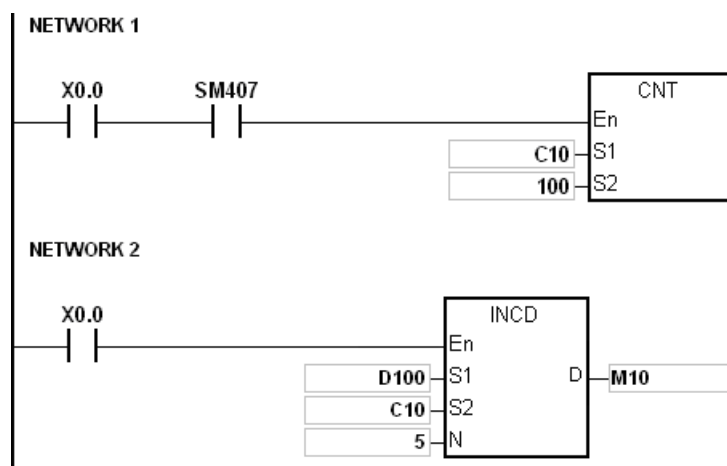 NETWORK 1
X0.0 SM407 CNT
En
C10 S1
100 S2
NETWORK 2
X0.0 INCD
En
D100 S1 D M10
C10 S2
5 N